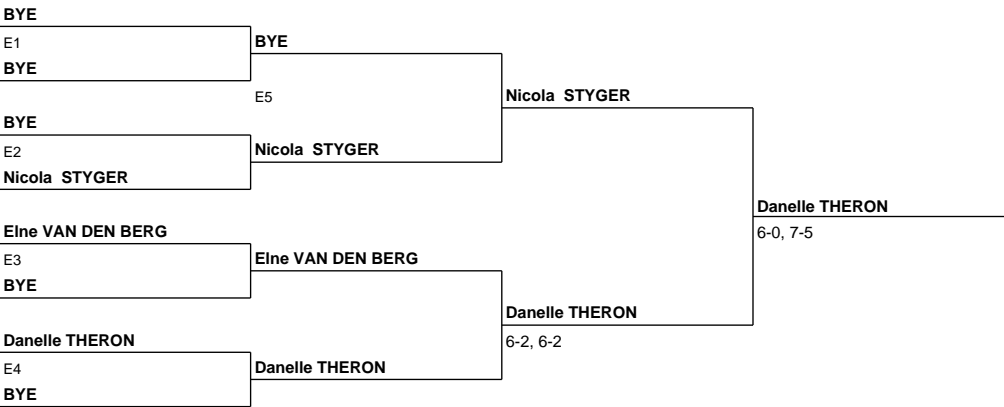 BYE
E1
BYE
BYE
E5
Nicola STYGER
BYE
E2
Nicola STYGER
Nicola STYGER
Danelle THERON
6-0, 7-5
Elne VAN DEN BERG
E3
Elne VAN DEN BERG
BYE
Danelle THERON
6-2, 6-2
Danelle THERON
E4
Danelle THERON
BYE